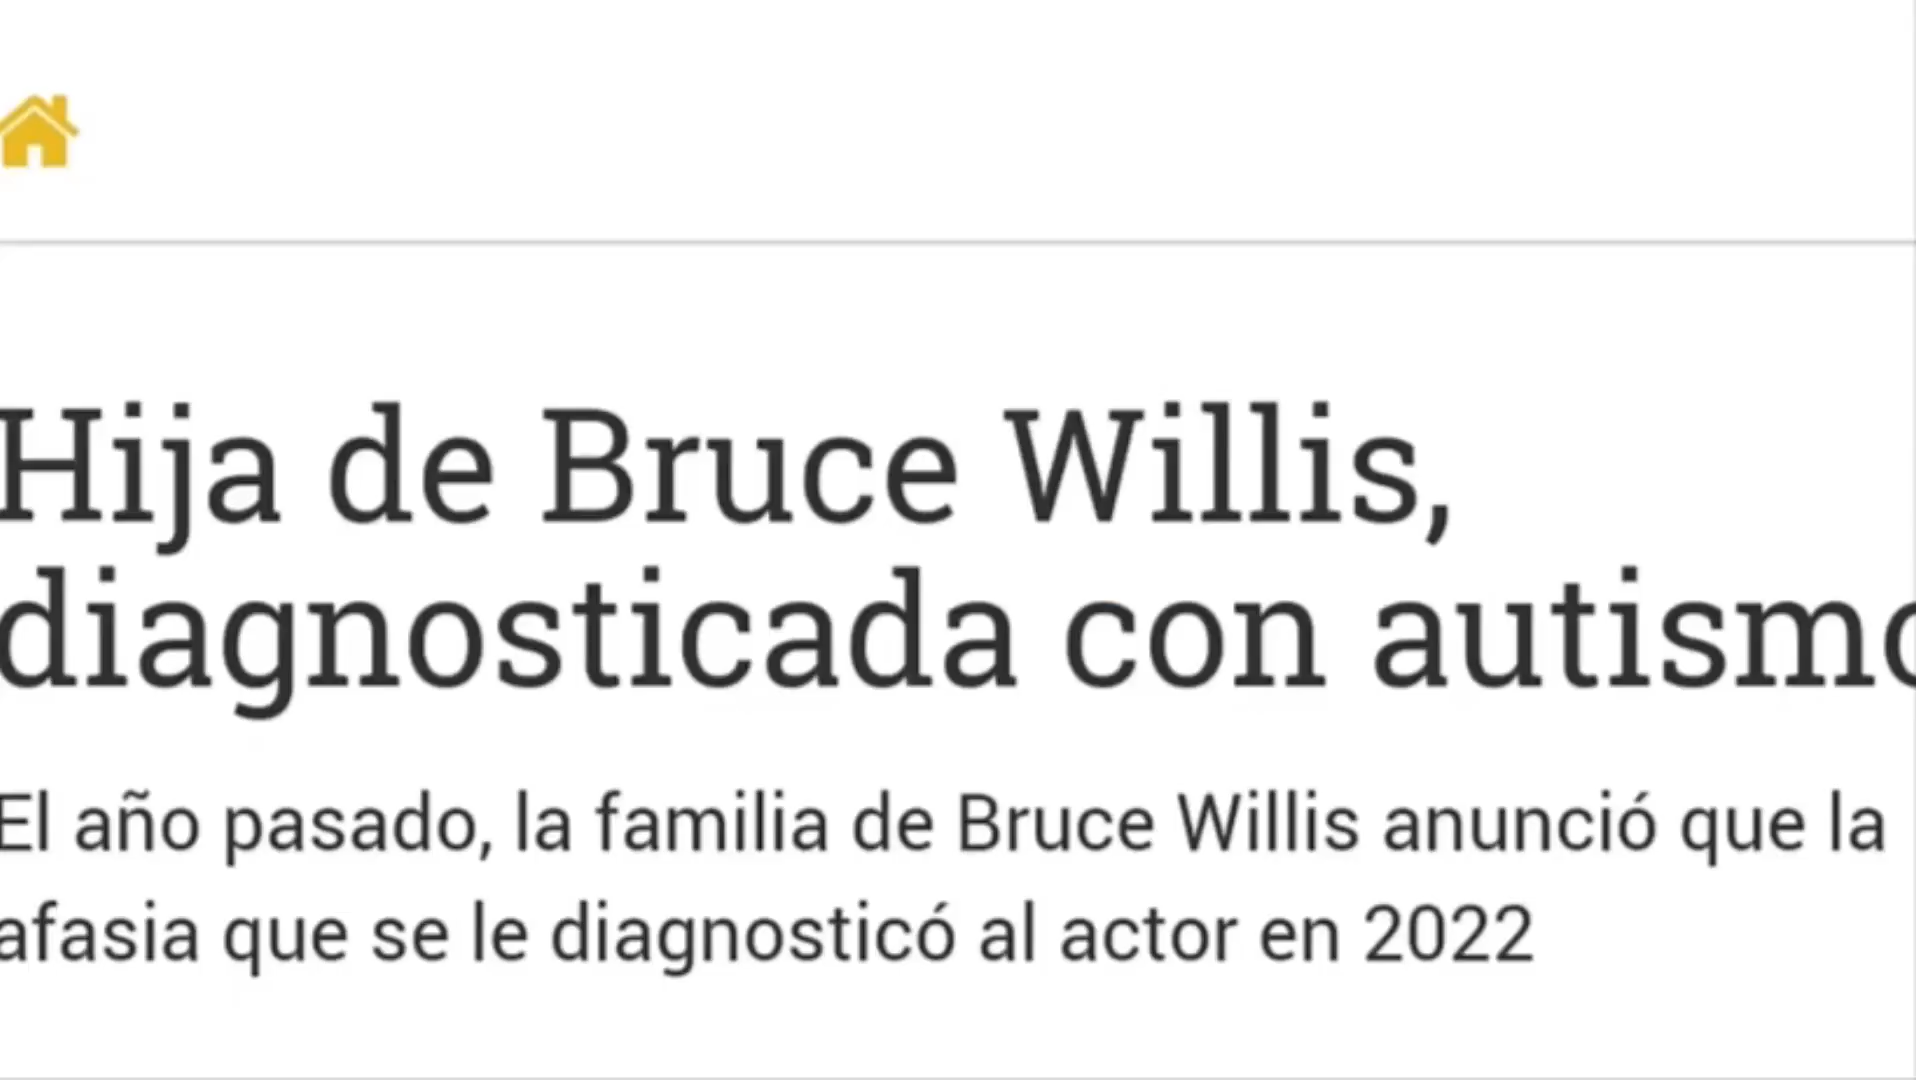 Hija de Bruce Willis,
diagnosticada con autismo
El año pasado, la familia de Bruce Willis anunció que la
afasia que se le diagnosticó al actor en 2022